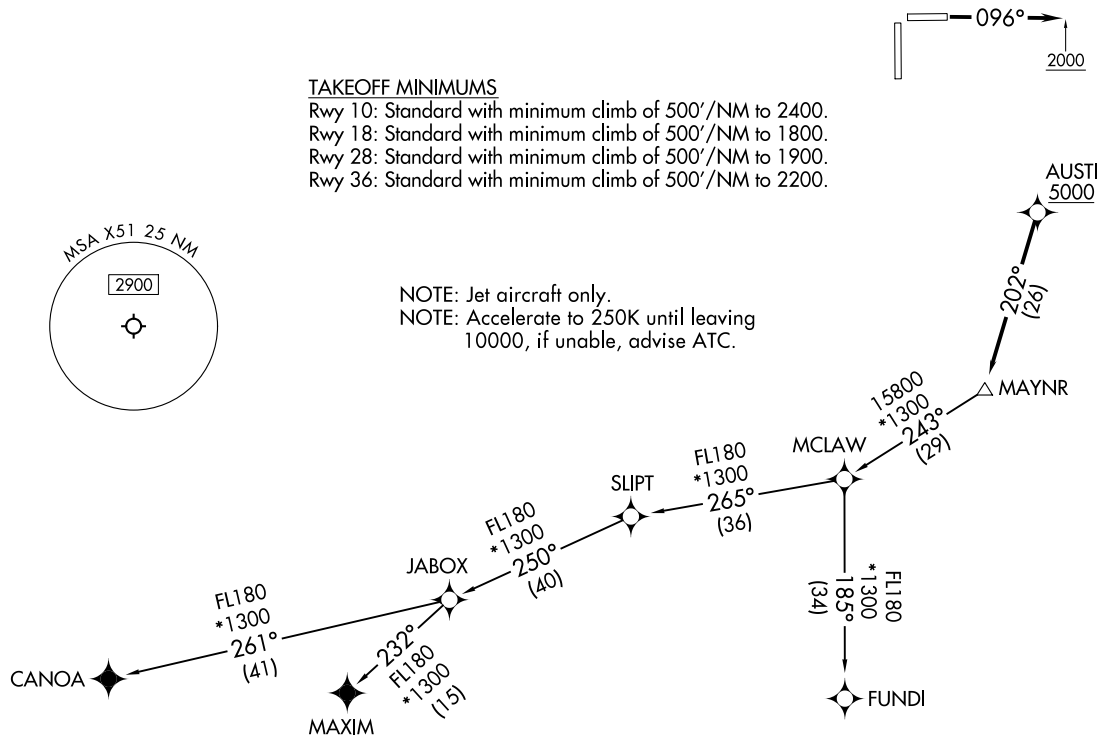 096°
2000
TAKEOFF MINIMUMS
Rwy 10: Standard with minimum climb of 500'/NM to 2400.
Rwy 18: Standard with minimum climb of 500'/NM to 1800.
Rwy 28: Standard with minimum climb of 500'/NM to 1900.
Rwy 36: Standard with minimum climb of 500'/NM to 2200.
AUSTI
5000
MSA X51 25 NM
2900
NOTE: Jet aircraft only.
NOTE: Accelerate to 250K until leaving
10000, if unable, advise ATC.
202°
(26)
MAYNR
15800
*1300
243°
(29)
MCLAW
FL180
*1300
265°
(36)
SLIPT
FL180
*1300
250°
(40)
JABOX
FL180
*1300
185°
(34)
FL180
*1300
261°
(41)
232°
FL180
*1300
(15)
CANOA
MAXIM
FUNDI